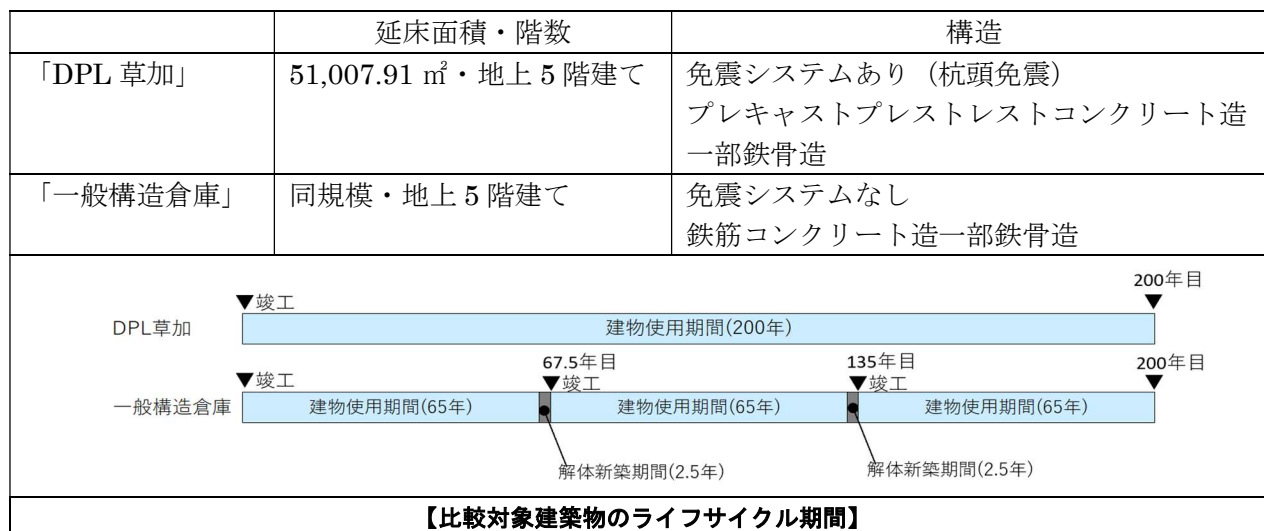 延床面積・階数
構造
「DPL 草加」
51,007.91 ㎡・地上 5 階建て
免震システムあり（杭頭免震）
プレキャストプレストレストコンクリート造
一部鉄骨造
「一般構造倉庫」
同規模・地上 5 階建て
免震システムなし
鉄筋コンクリート造一部鉄骨造
200年目
▼竣工
DPL草加
建物使用期間(200年)
67.5年目
135年目
200年目
▼竣工
▼竣工
▼竣工
一般構造倉庫
建物使用期間(65年)
建物使用期間(65年)
建物使用期間(65年)
解体新築期間(2.5年)
解体新築期間(2.5年)
【比較対象建築物のライフサイクル期間】